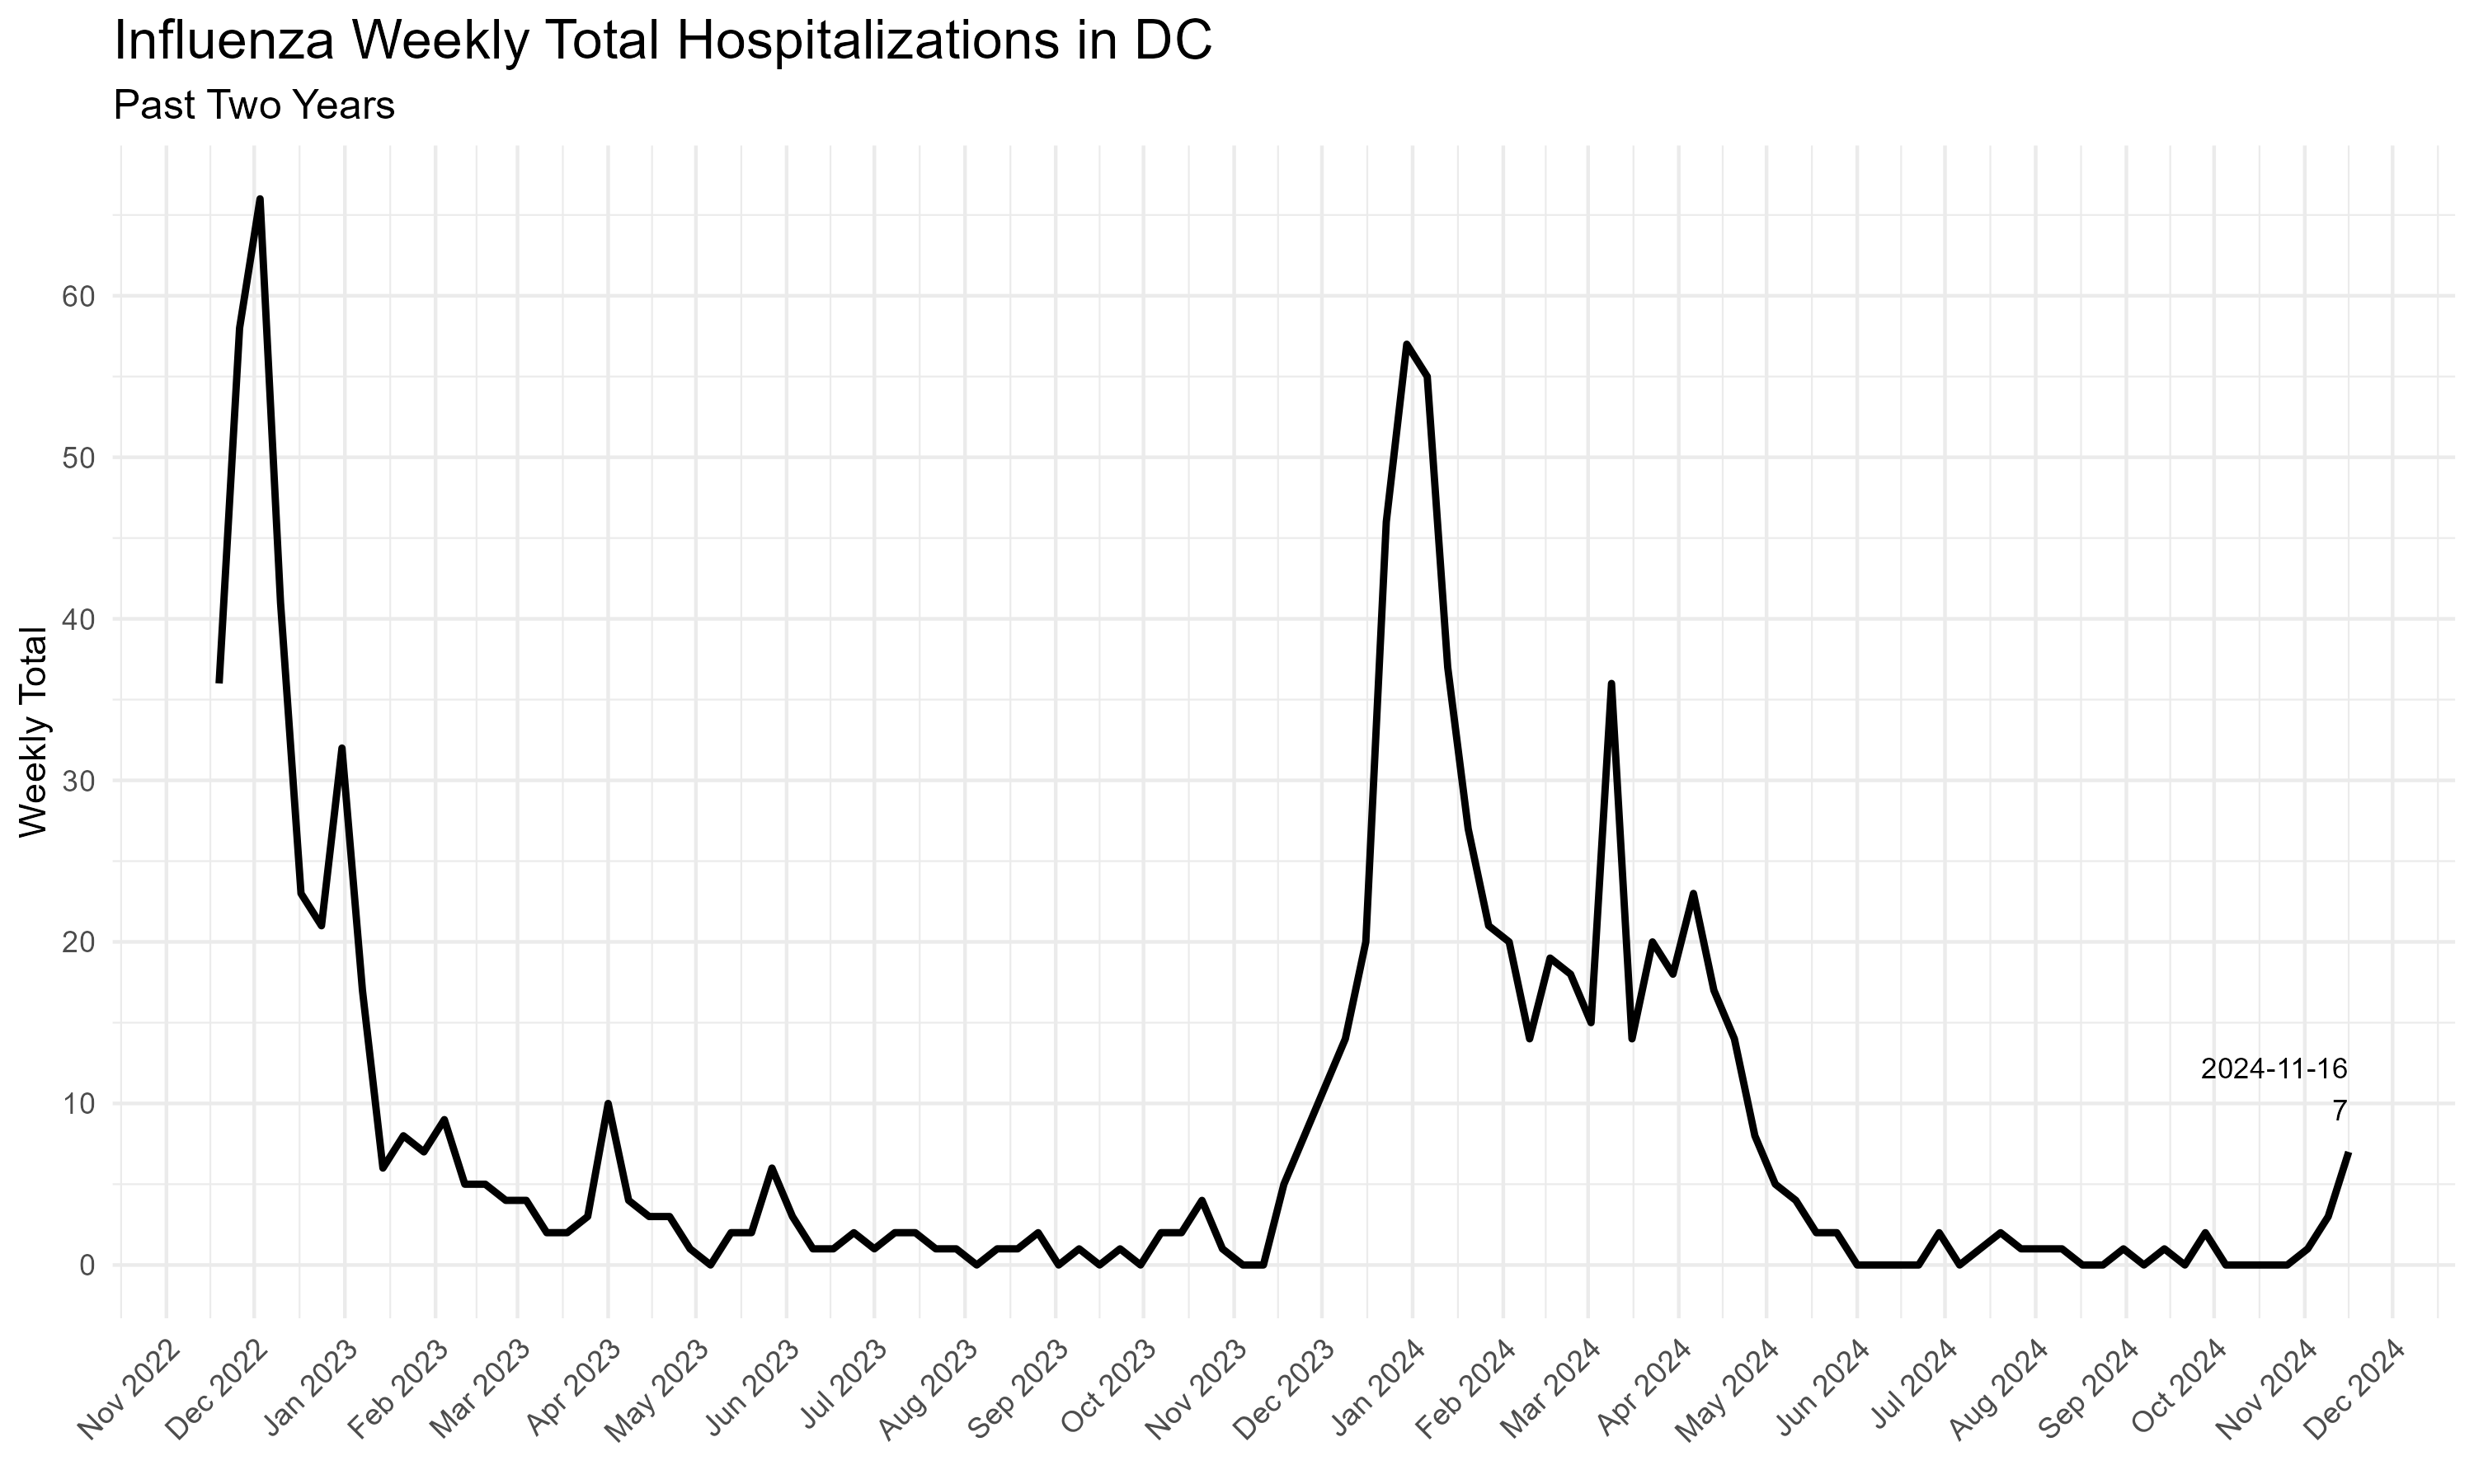 Influenza Weekly Total Hospitalizations in DC
Past Two Years
Weekly Total
60
50
40
30
20
10
0
2024-11-16
7
Nov 2022
Dec 2022
Jan 2023
Feb 2023
Mar 2023
Apr 2023
May 2023
Jun 2023
Jul 2023
Aug 2023
Sep 2023
Oct 2023
Nov 2023
Dec 2023
Jan 2024
Feb 2024
Mar 2024
Apr 2024
May 2024
Jun 2024
Jul 2024
Aug 2024
Sep 2024
Oct 2024
Nov 2024
Dec 2024